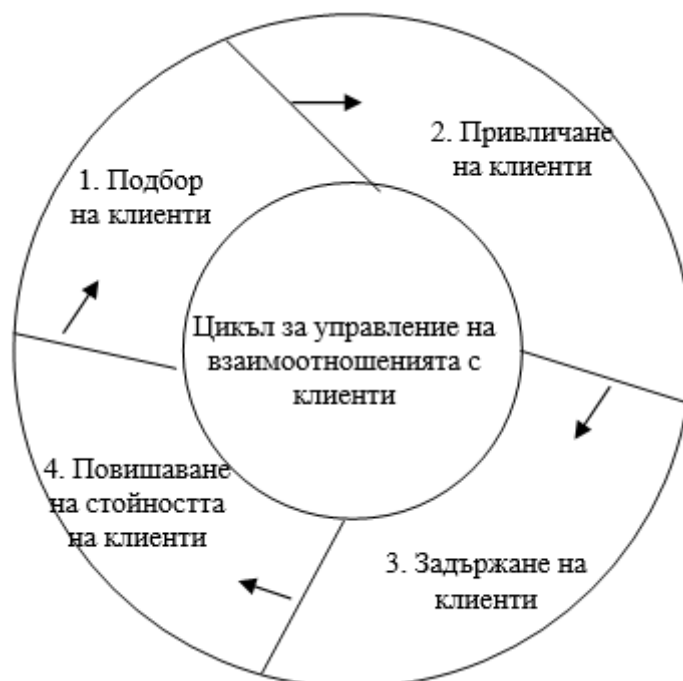 1. Подбор
на клиенти
2. Привличане
на клиенти
3. Задържане на
клиенти
4. Повишаване
на стойността
на клиенти
Цикъл за управление на
взаимоотношенията с
клиенти